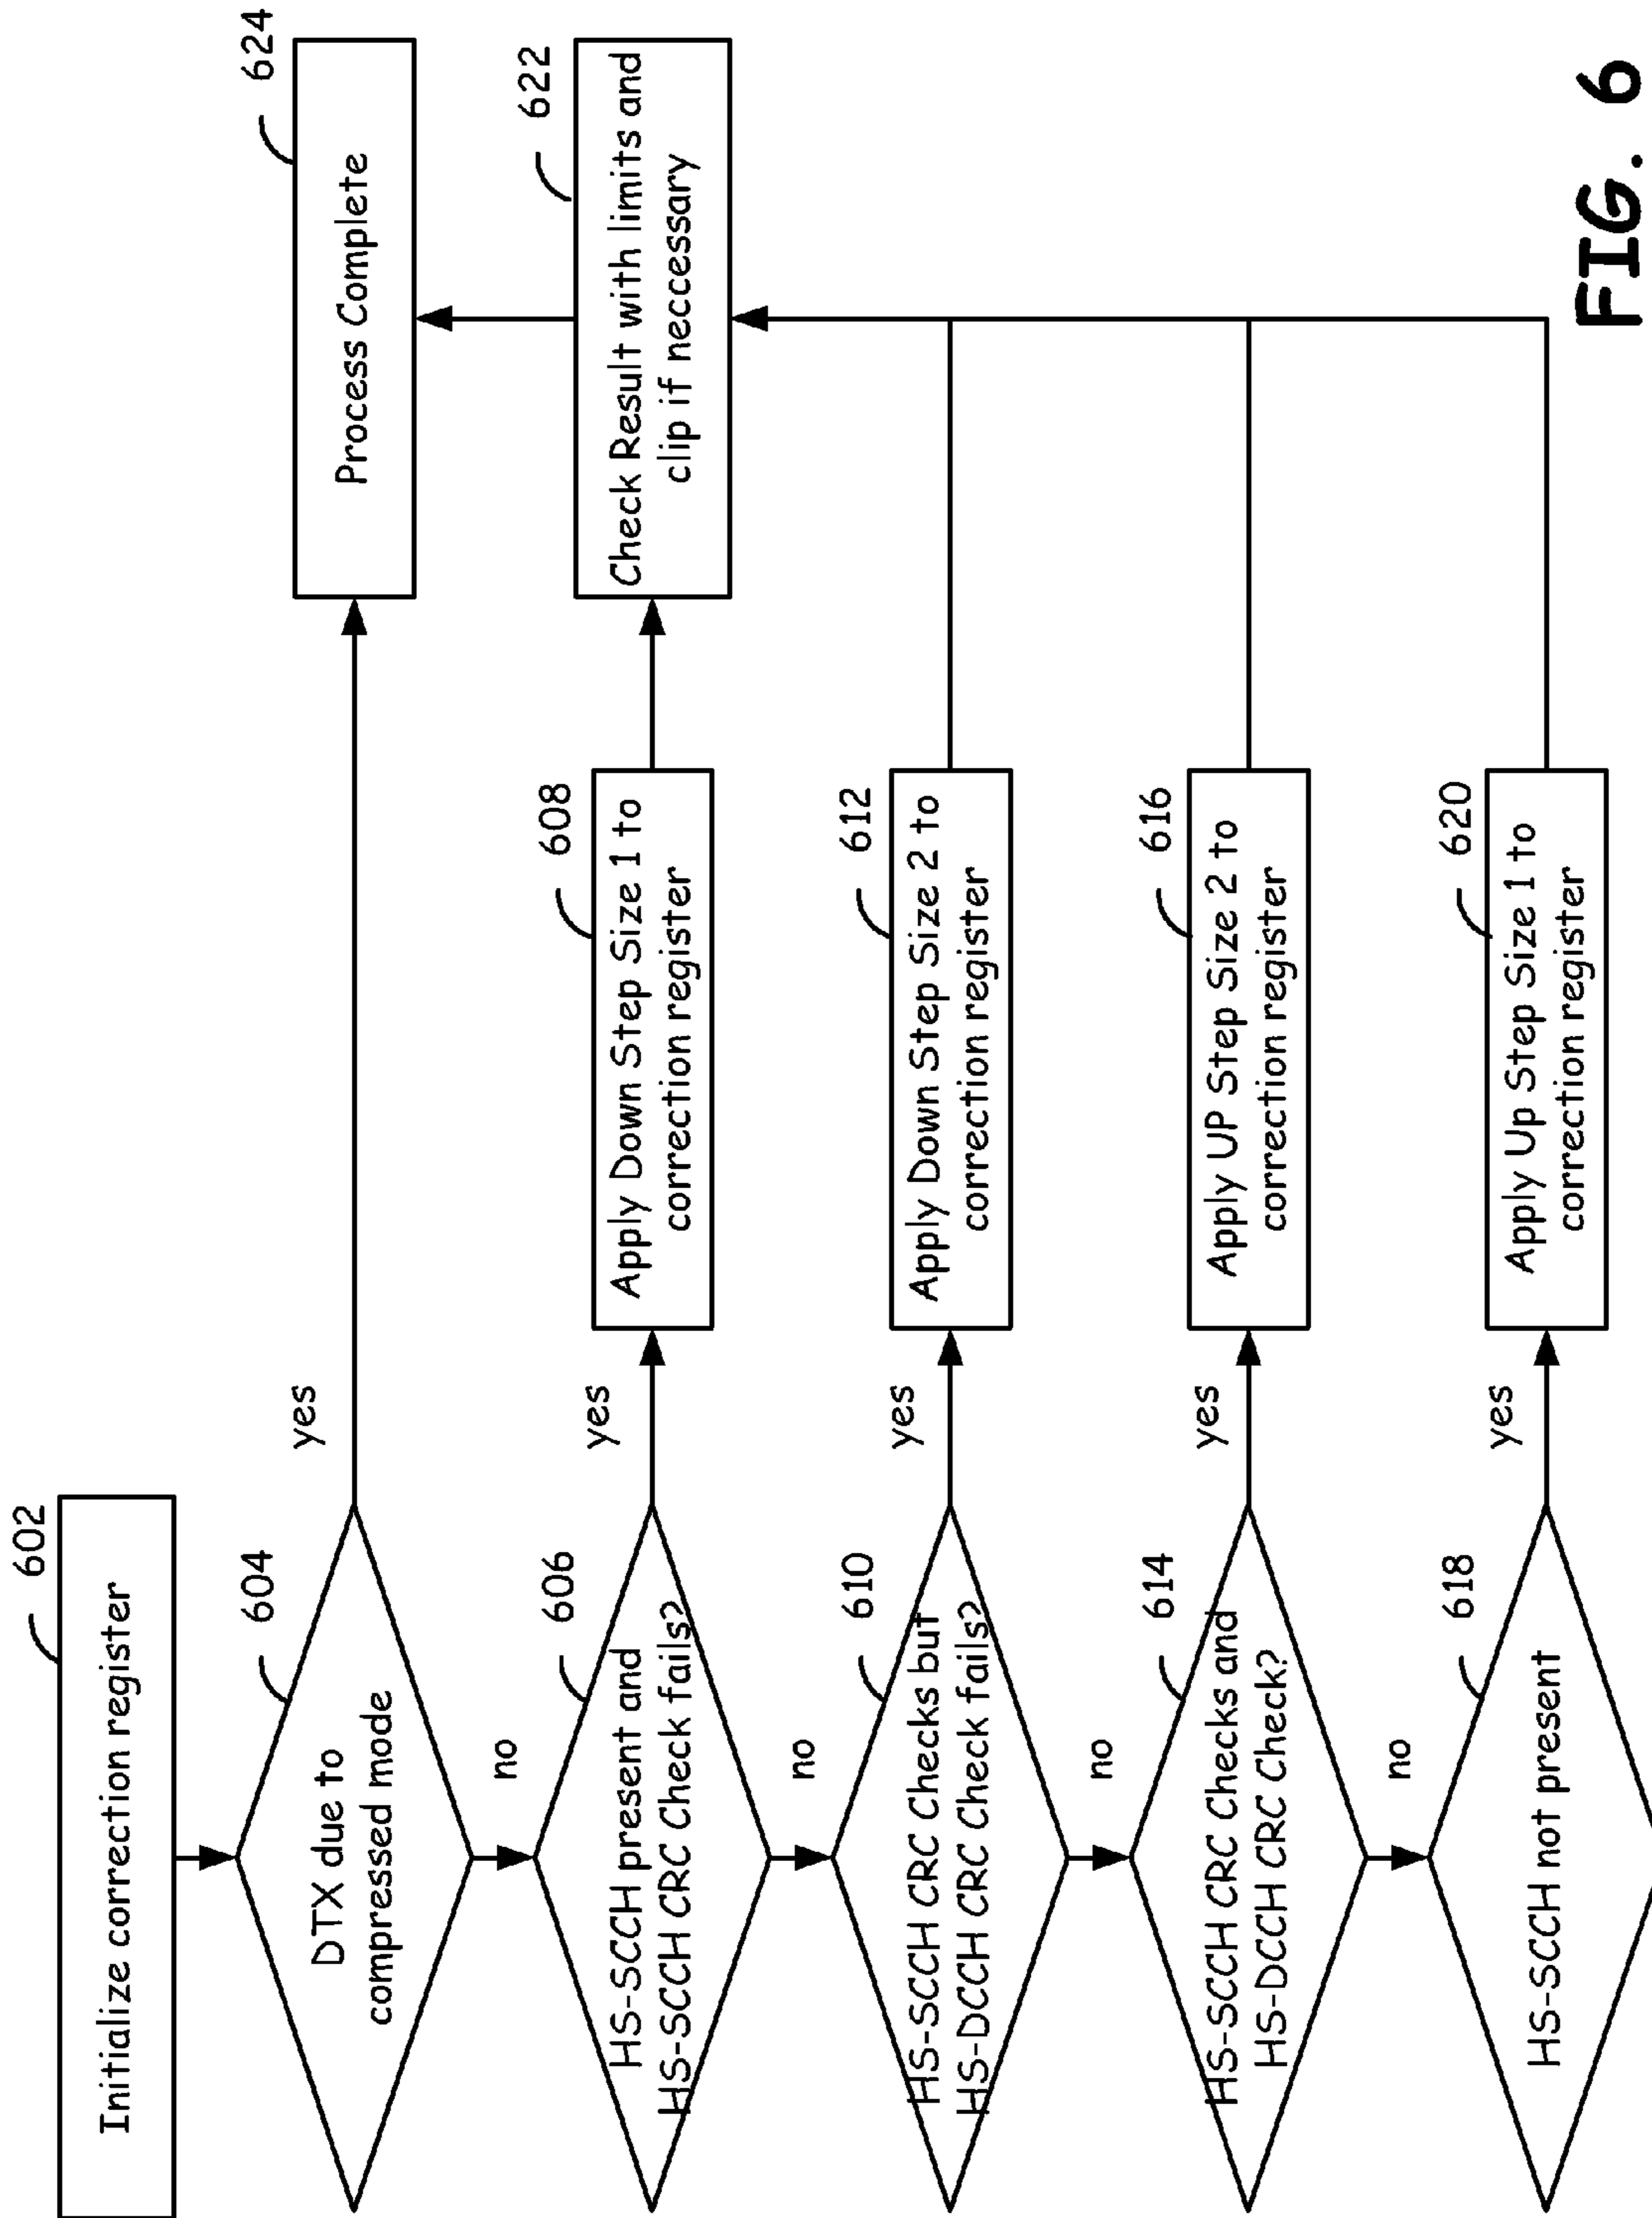 602
Initialize correction register
604
DTX due to
compressed mode
yes
624
Process Complete
no
606
HS-SCCH present and
HS-SCCH CRC Check fails?
yes
608
Apply Down Step Size 1 to
correction register
622
Check Result with limits and
clip if neccessary
no
610
HS-SCCH CRC Checks but
HS-DCCH CRC Check fails?
yes
612
Apply Down Step Size 2 to
correction register
no
614
HS-SCCH CRC Checks and
HS-DCCH CRC Check?
yes
616
Apply UP Step Size 2 to
correction register
no
618
HS-SCCH not present
yes
620
Apply Up Step Size 1 to
correction register
FIG. 6